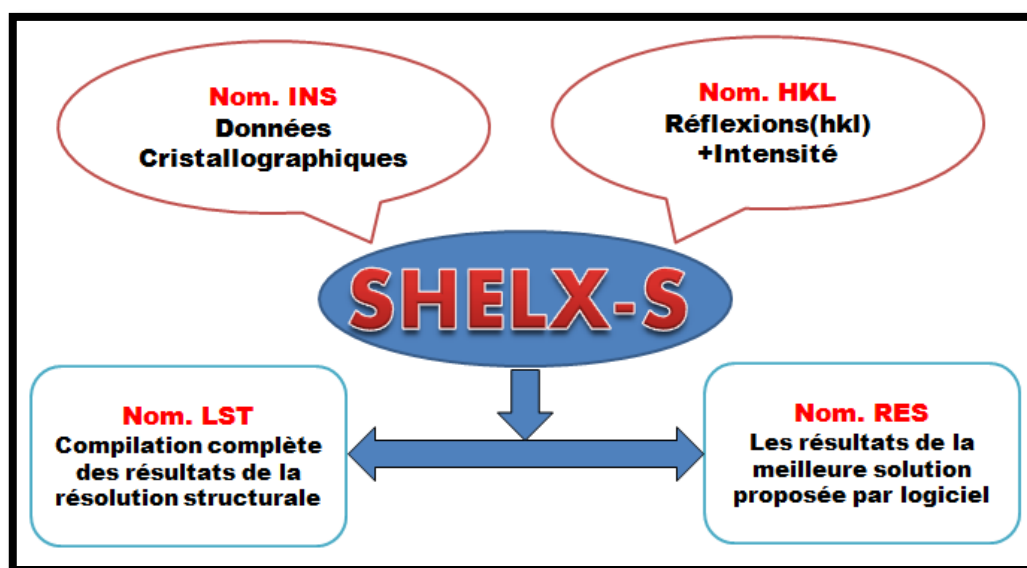 Nom. INS
Données
Cristallographiques
Nom. HKL
Réflexions(hkl)
+Intensité
SHELX-S
Nom. LST
Compilation complète
des résultats de la
résolution structurale
Nom. RES
Les résultats de la
meilleure solution
proposée par logiciel